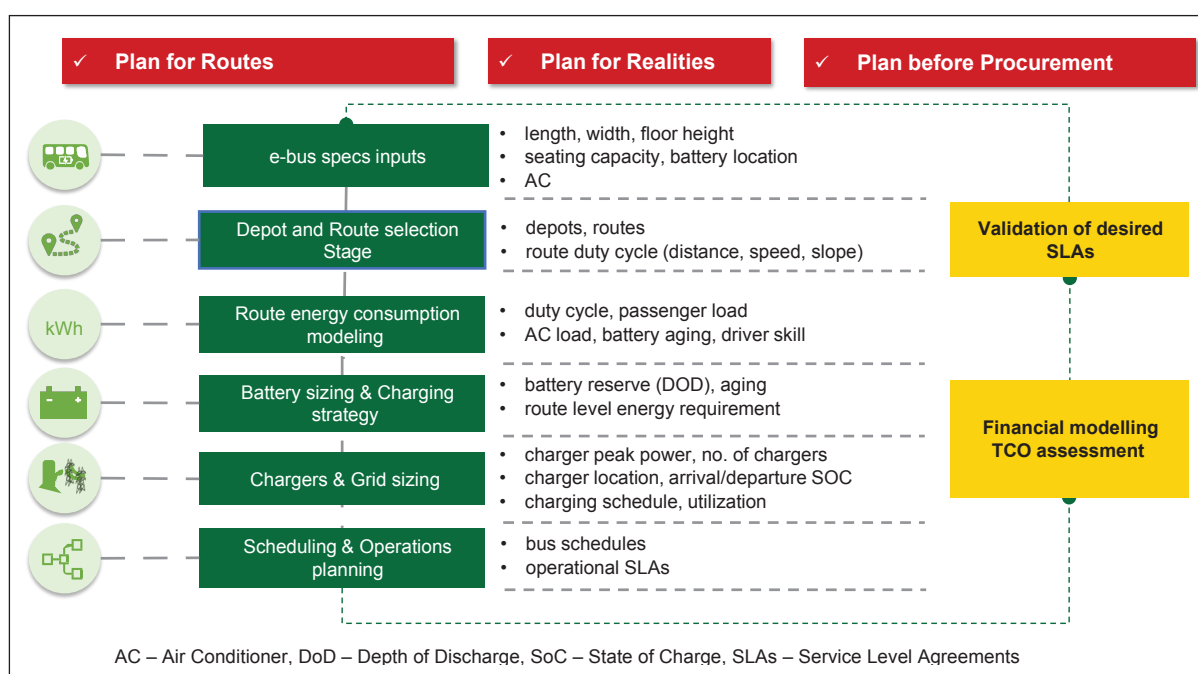 ✓ Plan for Routes
✓ Plan for Realities
✓ Plan before Procurement
e-bus specs inputs
• length, width, floor height
• seating capacity, battery location
• AC
Depot and Route selection
Stage
• depots, routes
• route duty cycle (distance, speed, slope)
Validation of desired
SLAs
kWh
Route energy consumption
modeling
• duty cycle, passenger load
• AC load, battery aging, driver skill
Battery sizing & Charging
strategy
• battery reserve (DOD), aging
• route level energy requirement
Financial modelling
TCO assessment
Chargers & Grid sizing
• charger peak power, no. of chargers
• charger location, arrival/departure SOC
• charging schedule, utilization
Scheduling & Operations
planning
• bus schedules
• operational SLAs
AC – Air Conditioner, DoD – Depth of Discharge, SoC – State of Charge, SLAs – Service Level Agreements